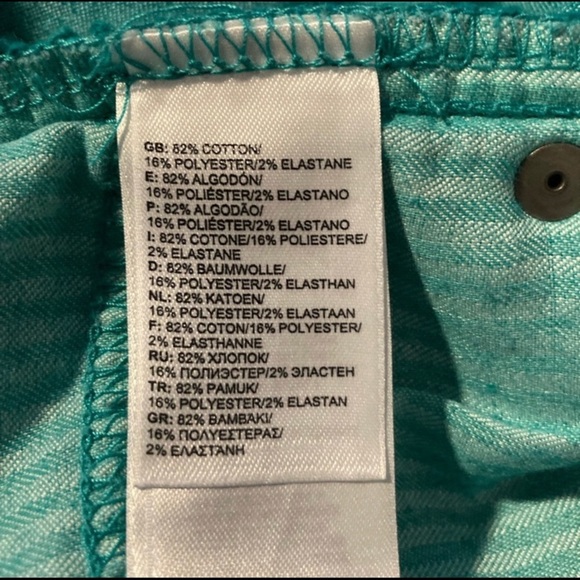 GB: 82% COTTON/
16% POLYESTER/2% ELASTANE
E: 82% ALGODÓN/
16% POLIÉSTER/2% ELASTANO
P: 82% ALGODÃO/
16% POLIÉSTER/2% ELASTANO
I: 82% COTONE/16% POLIESTERE/
2% ELASTANE
D: 82% BAUMWOLLE/
16% POLYESTER/2% ELASTHAN
NL: 82% KATOEN/
16% POLYESTER/2% ELASTAAN
F: 82% COTON/16% POLYESTER/
2% ELASTHANNE
RU: 82% ХЛОПОК/
16% ПОЛИЭСТЕР/2% ЭЛАСТЕН
TR: 82% PAMUK/
16% POLYESTER/2% ELASTAN
GR: 82% ΒΑΜΒΑΚΙ/
16% ΠΟΛΥΕΣΤΕΡΑΣ/
2% ΕΛΑΣΤΑΝΗ